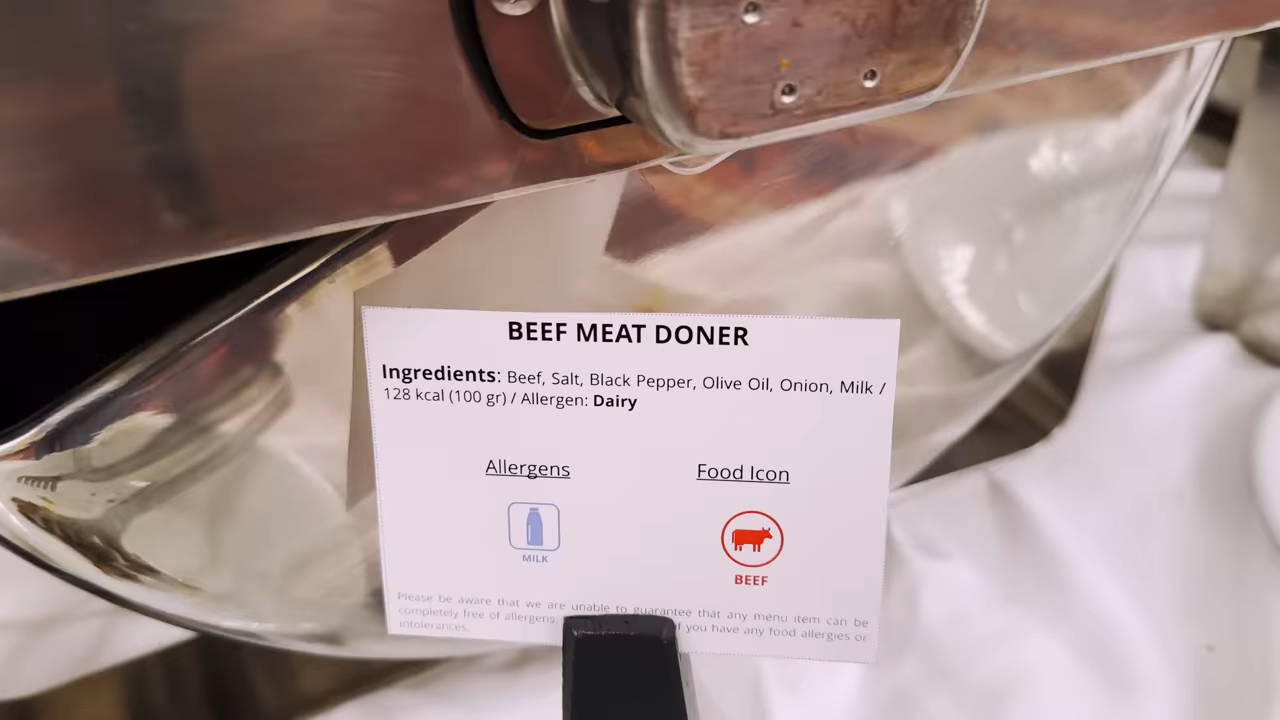 BEEF MEAT DONER
Ingredients: Beef, Salt, Black Pepper, Olive Oil, Onion, Milk /
128 kcal (100 gr) / Allergen: Dairy
Allergens
Food Icon
MILK
BEEF
Please be aware that we are unable to guarantee that any menu item can be
completely free of allergens. if you have any food allergies or
intolerances.